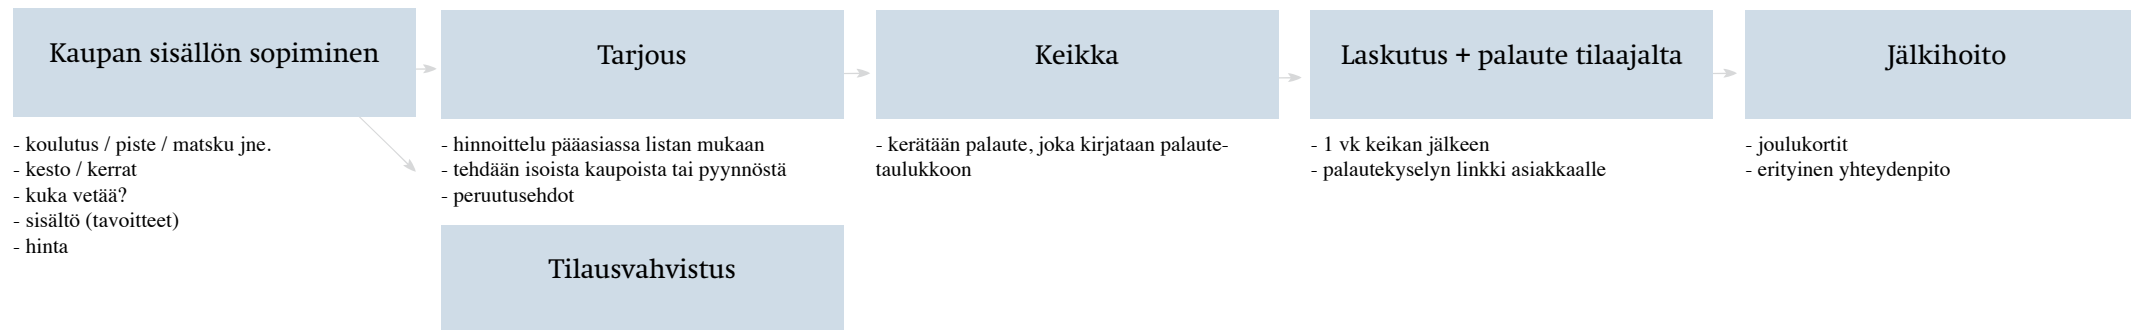 Kaupan sisällön sopiminen
- koulutus / piste / matsku jne.
- kesto / kerrat
- kuka vetää?
- sisältö (tavoitteet)
- hinta
Tarjous
- hinnoittelu pääasiassa listan mukaan
- tehdään isoista kaupoista tai pyynnöstä
- peruutusehdot
Tilausvahvistus
Keikka
- kerätään palaute, joka kirjataan palaute-
taulukkoon
Laskutus + palaute tilaajalta
- 1 vk keikan jälkeen
- palautekyselyn linkki asiakkaalle
Jälkihoito
- joulukortit
- erityinen yhteydenpito